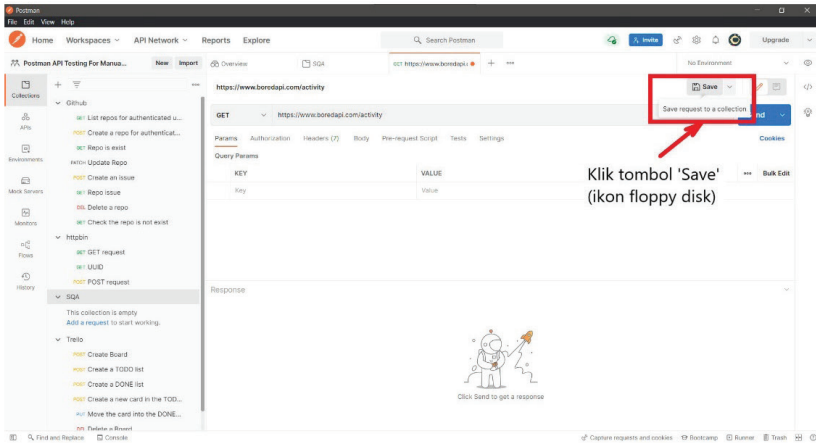 Postman
File Edit View Help
Home Workspaces API Network Reports Explore
Search Postman
Invite
Upgrade
Postman API Testing For Manua...
New Import
Overview
SQA
GET https://www.boredapi.c
No Environment
Collections
APIs
Environments
Mock Servers
Monitors
Flows
History
Github
GET List repos for authenticated u...
POST Create a repo for authenticat...
GET Repo is exist
PATCH Update Repo
POST Create an issue
GET Repo issue
DEL Delete a repo
GET Check the repo is not exist
httpbin
GET GET request
GET UUID
POST POST request
SQA
This collection is empty
Add a request to start working.
Trello
POST Create Board
POST Create a TODO list
POST Create a DONE list
POST Create a new card in the TOD...
PUT Move the card into the DONE...
DEL Delete a Board
https://www.boredapi.com/activity
Save
Save request to a collection
GET https://www.boredapi.com/activity
nd
Params Authorization Headers (7) Body Pre-request Script Tests Settings
Cookies
Query Params
KEY VALUE
Bulk Edit
Key Value
Klik tombol 'Save'
(ikon floppy disk)
Response
Click Send to get a response
Find and Replace Console
Capture requests and cookies Bootcamp Runner Trash